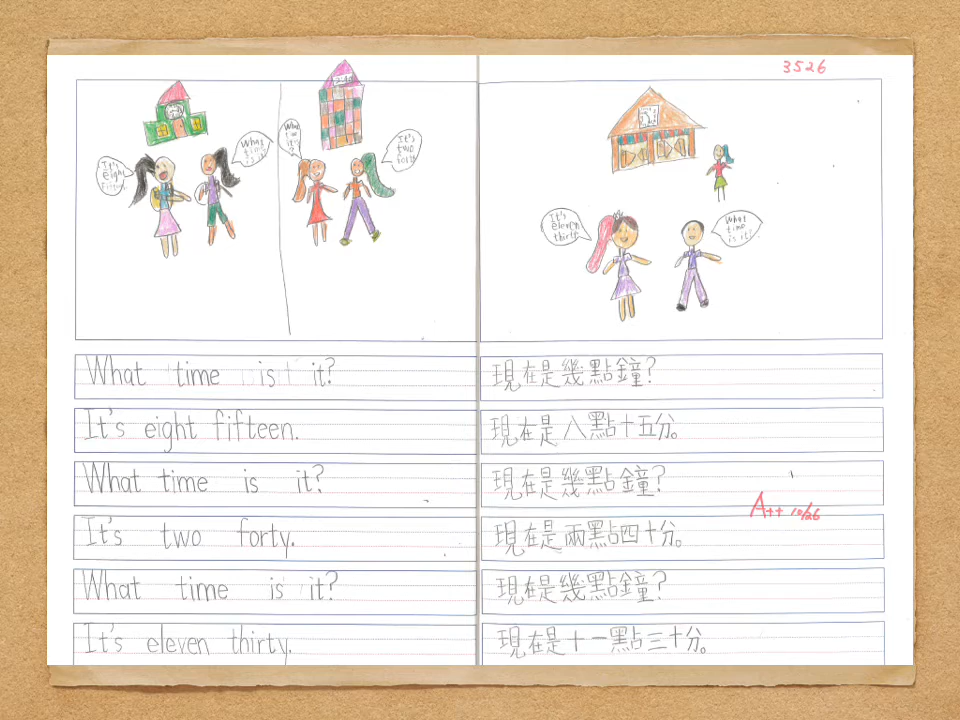 3526
It's eight fifteen.
What time is it?
What time is it?
It's two forty
It's eleven thirty
What time is it?
What time is it?
現在是幾點鐘?
It's eight fifteen.
現在是八點十五分。
What time is it?
現在是幾點鐘?
A++ 10/26
It's two forty.
現在是兩點四十分。
What time is it?
現在是幾點鐘?
It's eleven thirty.
現在是十一點三十分。